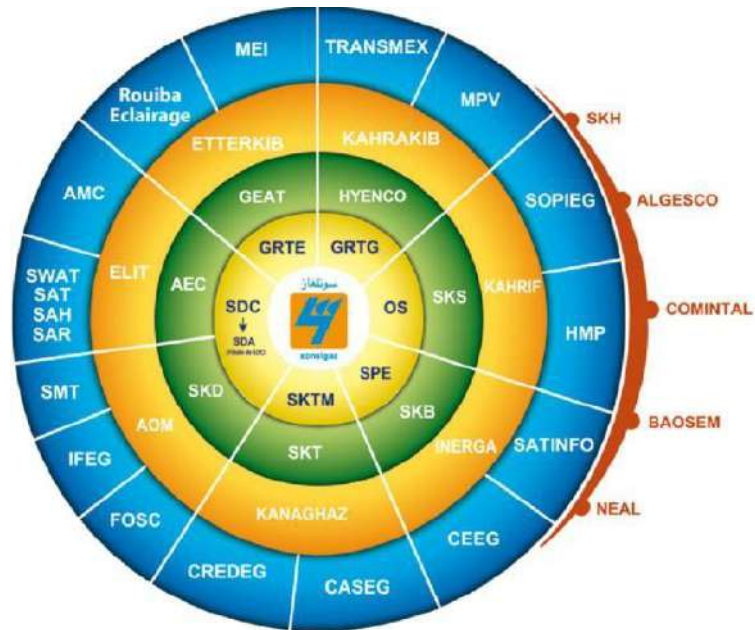 MEI
TRANSMEX
Rouiba
Eclairage
MPV
SKH
ETTERKIB
KAHRAKIB
AMC
SOPIEG
ALGESCO
GEAT
HYENCO
GRTE
GRTG
SWAT
SAT
SAH
SAR
ELIT
AEC
سونلغاز
sonelgaz
SKS
KAHRIF
SDC
SDA
OS
HMP
COMINTAL
SPE
SKTM
SMT
SKD
SKB
AOM
INERGA
SATINFO
BAOSEM
IFEG
SKT
FOSC
KANAGHAZ
CEEG
NEAL
CREDEG
CASEG